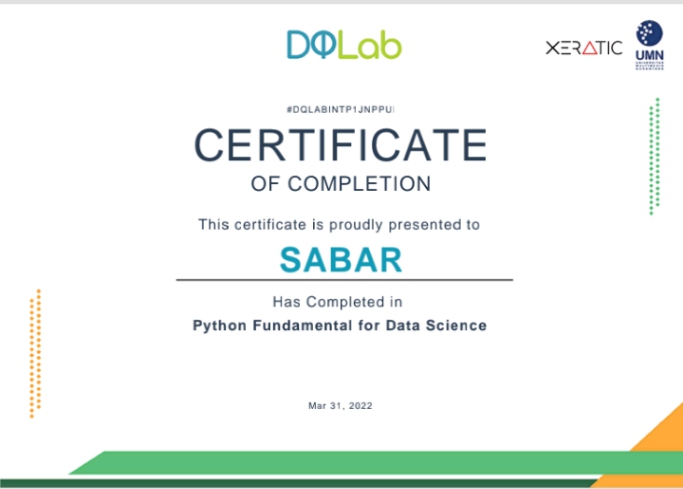 DQLab
XERATIC
UMN
CERTIFICATE
OF COMPLETION
This certificate is proudly presented to
SABAR
Has Completed in
Python Fundamental for Data Science
Mar 31, 2022